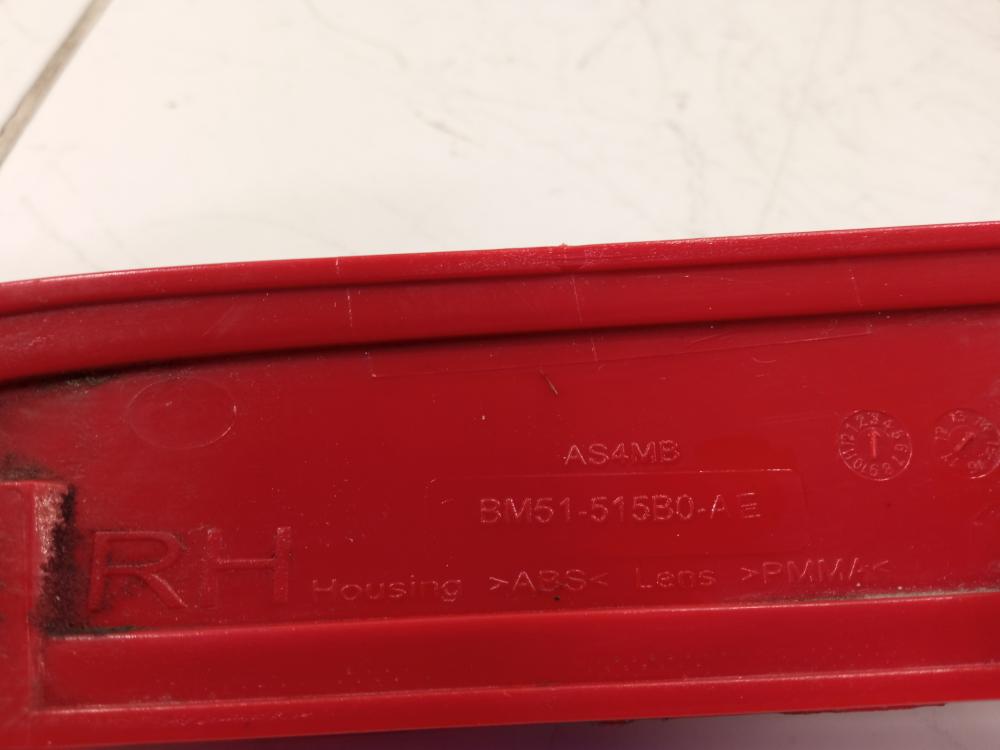 AS4MB
BM51-515B0-AE
RH
Housing >ABS< Lens >PMMA<